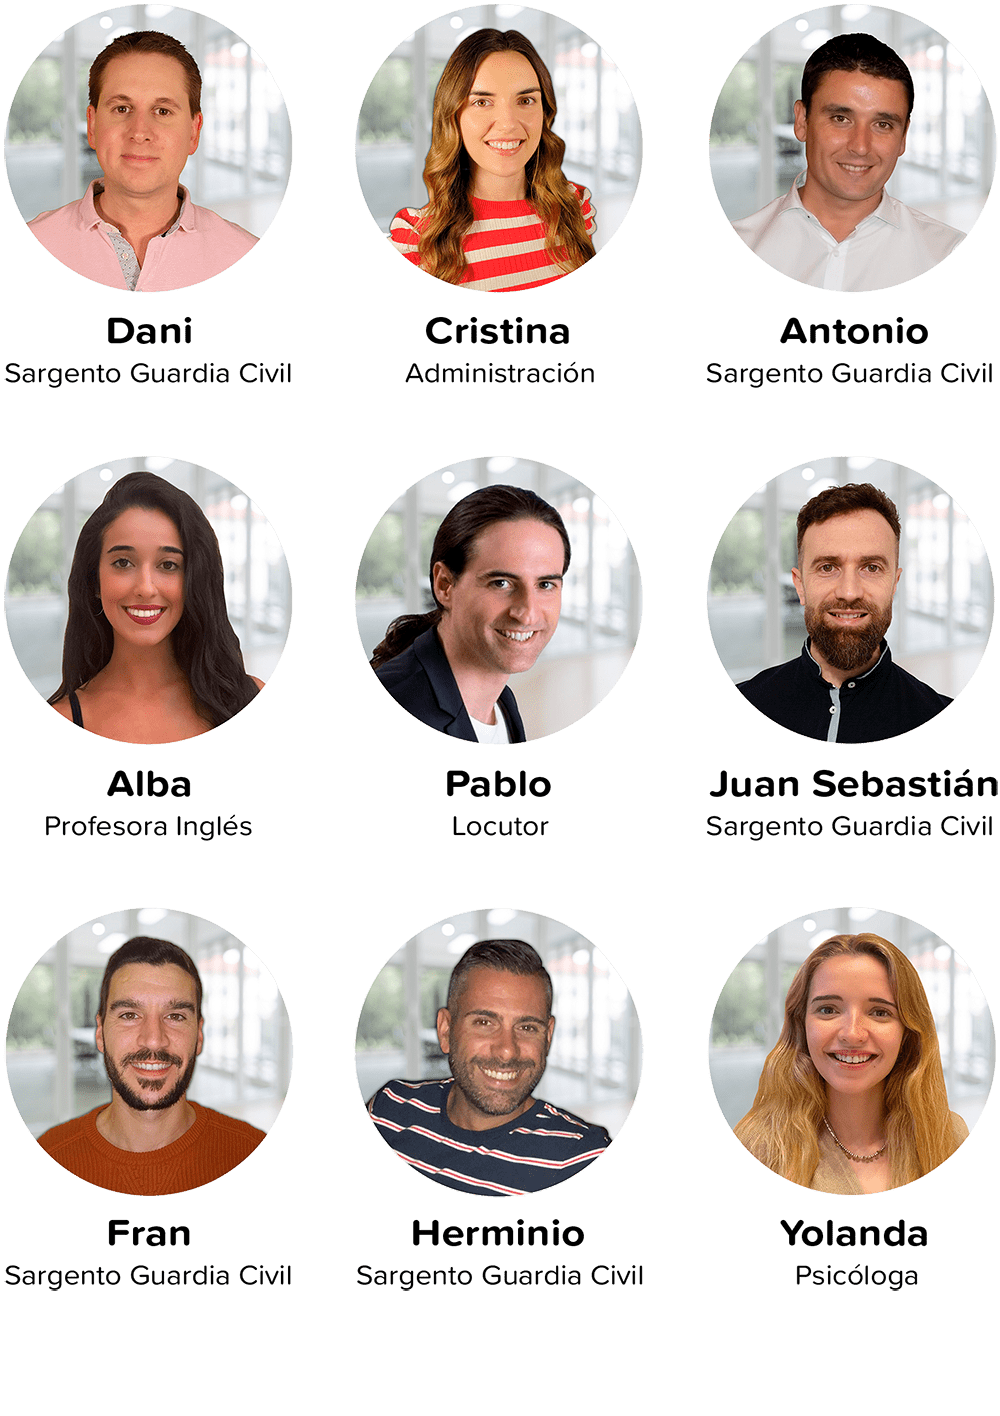 Dani
Cristina
Antonio
Sargento Guardia Civil
Administración
Sargento Guardia Civil
Alba
Pablo
Juan Sebastián
Profesora Inglés
Locutor
Sargento Guardia Civil
Fran
Herminio
Yolanda
Sargento Guardia Civil
Sargento Guardia Civil
Psicóloga